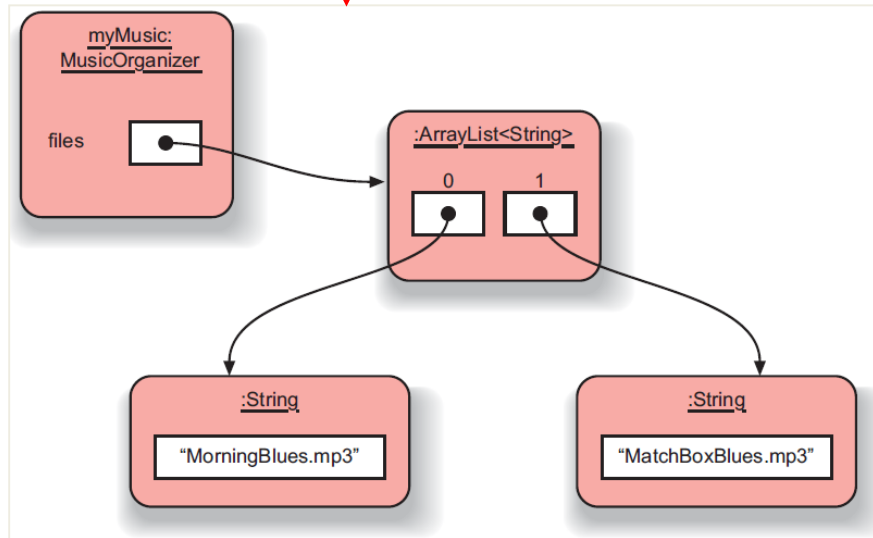 myMusic:
MusicOrganizer
files
:ArrayList<String>
0 1
:String
“MorningBlues.mp3”
:String
“MatchBoxBlues.mp3”